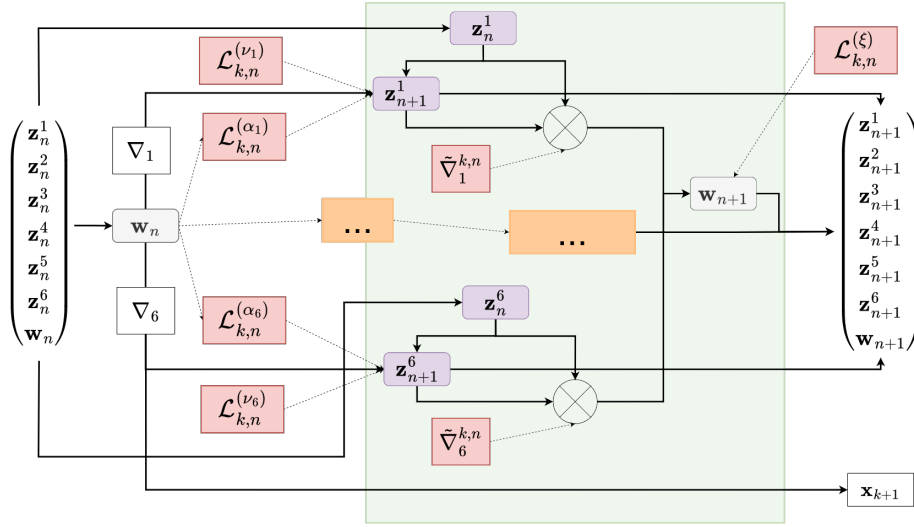 z_n^1
L_{k,n}^{(ν_1)}
L_{k,n}^{(ξ)}
z_{n+1}^1
z_n^1
z_n^2
z_n^3
z_n^4
z_n^5
z_n^6
w_n
∇_1
L_{k,n}^{(α_1)}
∇̃_1^{k,n}
z_{n+1}^1
z_{n+1}^2
z_{n+1}^3
z_{n+1}^4
z_{n+1}^5
z_{n+1}^6
w_{n+1}
w_n
...
...
w_{n+1}
∇_6
L_{k,n}^{(α_6)}
z_n^6
z_{n+1}^6
L_{k,n}^{(ν_6)}
∇̃_6^{k,n}
x_{k+1}